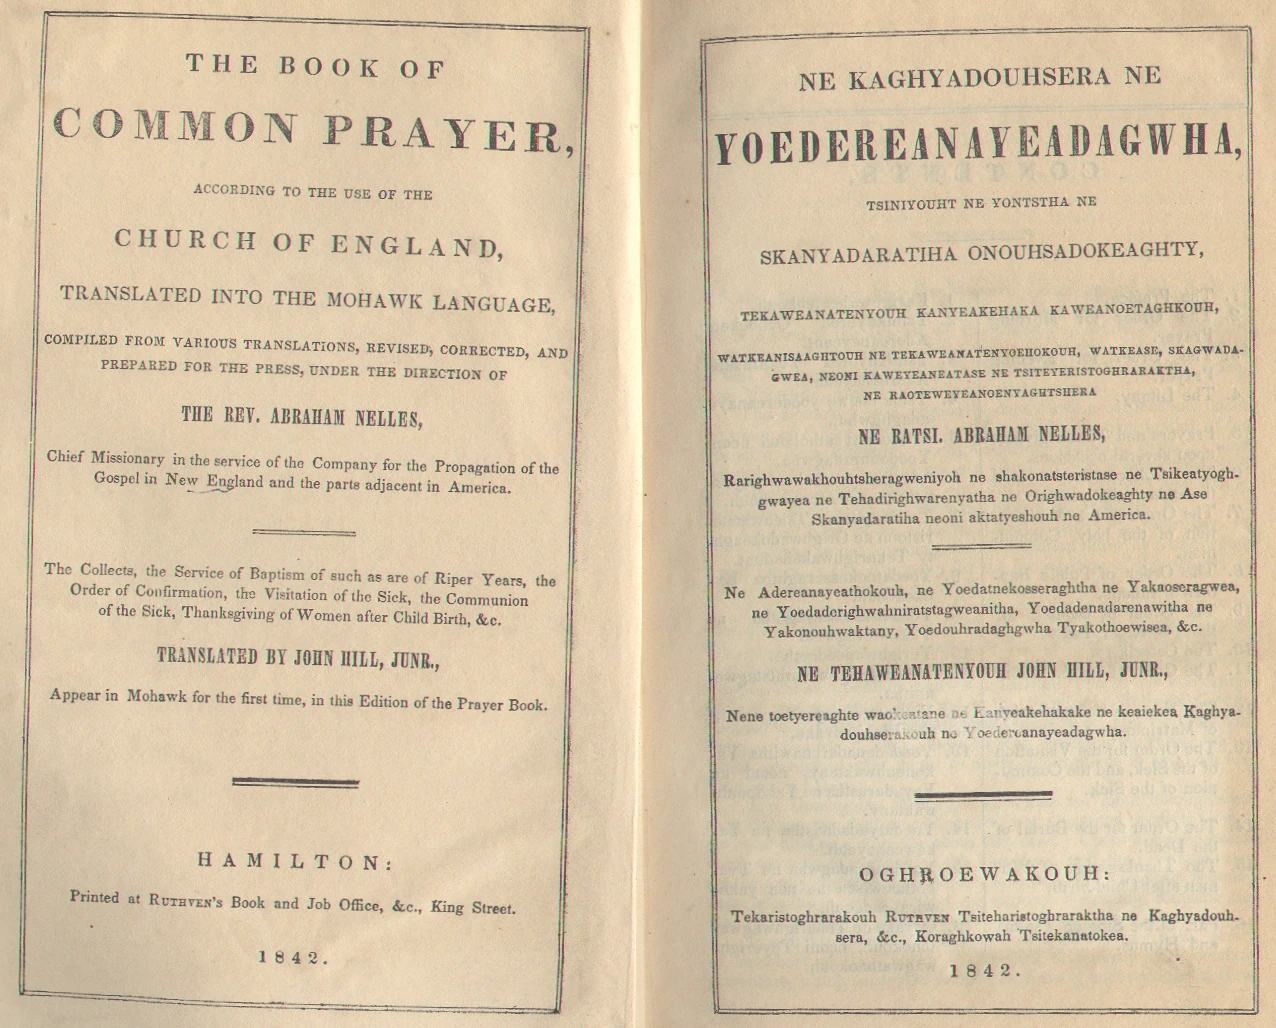 THE BOOK OF
COMMON PRAYER,
ACCORDING TO THE USE OF THE
CHURCH OF ENGLAND,
TRANSLATED INTO THE MOHAWK LANGUAGE,
COMPILED FROM VARIOUS TRANSLATIONS, REVISED, CORRECTED, AND
PREPARED FOR THE PRESS, UNDER THE DIRECTION OF
THE REV. ABRAHAM NELLES,
Chief Missionary in the service of the Company for the Propagation of the
Gospel in New England and the parts adjacent in America.
The Collects, the Service of Baptism of such as are of Riper Years, the
Order of Confirmation, the Visitation of the Sick, the Communion
of the Sick, Thanksgiving of Women after Child Birth, &c.
TRANSLATED BY JOHN HILL, JUNR.,
Appear in Mohawk for the first time, in this Edition of the Prayer Book.
HAMILTON:
Printed at RUTHVEN'S Book and Job Office, &c., King Street.
1842.
NE KAGHYADOUHSERA NE
YOEDEREANAYEADAGWHA,
TSINIYOUHT NE YONTSTHA NE
SKANYADARATIHA ONOUHSADOKEAGHTY,
TEKAWEANATENYOUH KANYEAKEHAKA KAWEANOETAGHKOUH,
WATKEANISAAGHTOUH NE TEKAWEANATENYOEHOKOUH, WATKEASE, SKAGWADA-
GWEA, NEONI KAWEYEANEATASE NE TSITEYERISTOGHRARAKTHA,
NE RAOTEWEYEANOENYAGHTSHERA
NE RATSI. ABRAHAM NELLES,
Rarighwawakhouhtsheragweniyoh ne shakonatsteristase ne Tsikeatyogh-
gwayea ne Tehadirighwarenyatha ne Orighwadokeaghty ne Ase
Skanyadaratiha neoni aktatyeshouh ne America.
Ne Adereanayeathokouh, ne Yoedatnekosseraghtha ne Yakaoseragwea,
ne Yoedaderighwahniratstagweanitha, Yoedadenadarenawitha ne
Yakonouhwaktany, Yoedouhradaghgwha Tyakothoewisea, &c.
NE TEHAWEANATENYOUH JOHN HILL, JUNR.,
Nene toetyereaghte ne Kanyeakehakake ne keaiekea Kaghya-
douhserakouh ne Yoedereanayeadagwha.
OGHROEWAKOUH:
Tekaristoghrarakouh RUTHVEN Tsiteharistoghraraktha ne Kaghyadouh-
sera, &c., Koraghkowah Tsitekanatokea.
1842.